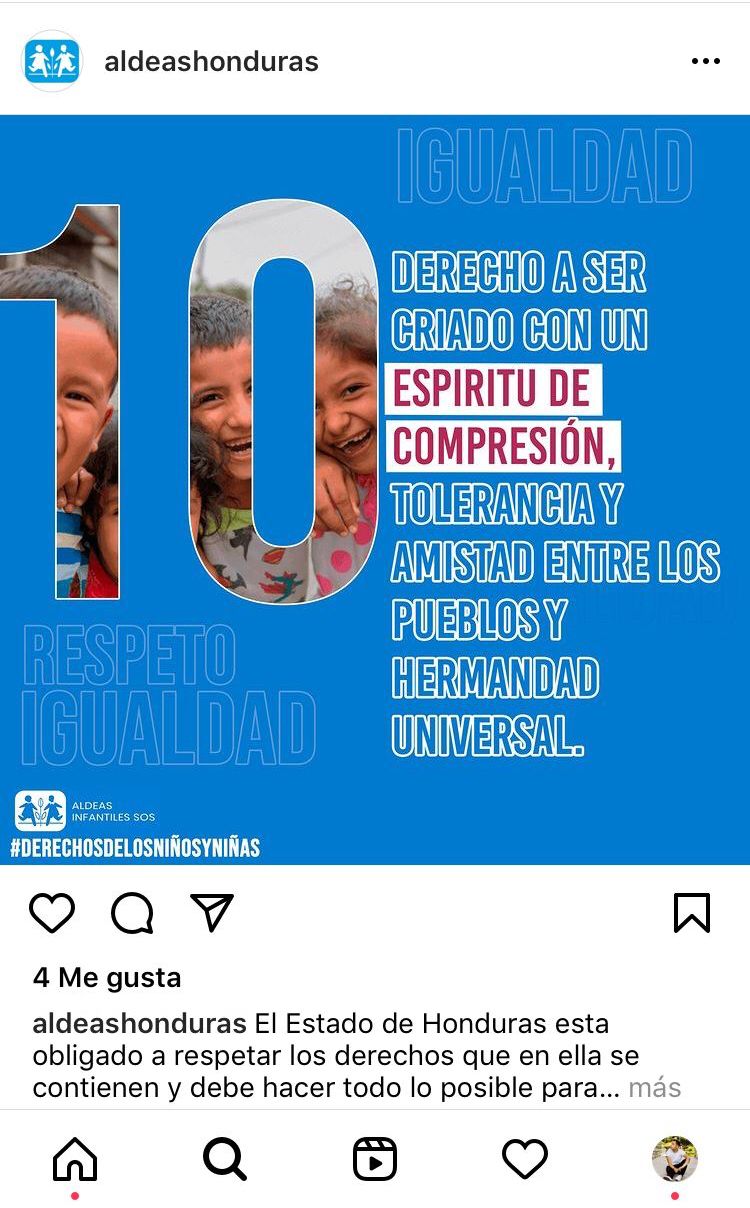 aldeashonduras
IGUALDAD
10
DERECHO A SER
CRIADO CON UN
ESPIRITU DE
COMPRESIÓN,
TOLERANCIA Y
AMISTAD ENTRE LOS
PUEBLOS Y
HERMANDAD
UNIVERSAL.
RESPETO
IGUALDAD
ALDEAS
INFANTILES SOS
#DERECHOSDELOSNIÑOSYNIÑAS
4 Me gusta
aldeashonduras El Estado de Honduras esta
obligado a respetar los derechos que en ella se
contienen y debe hacer todo lo posible para... más